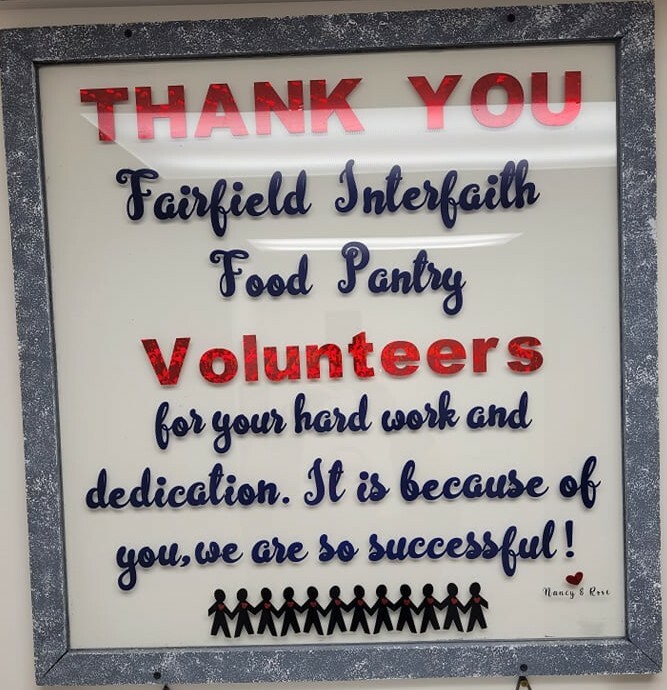 THANK YOU
Fairfield Interfaith
Food Pantry
Volunteers
for your hard work and
dedication. It is because of
you, we are so successful!
Nancy & Rose